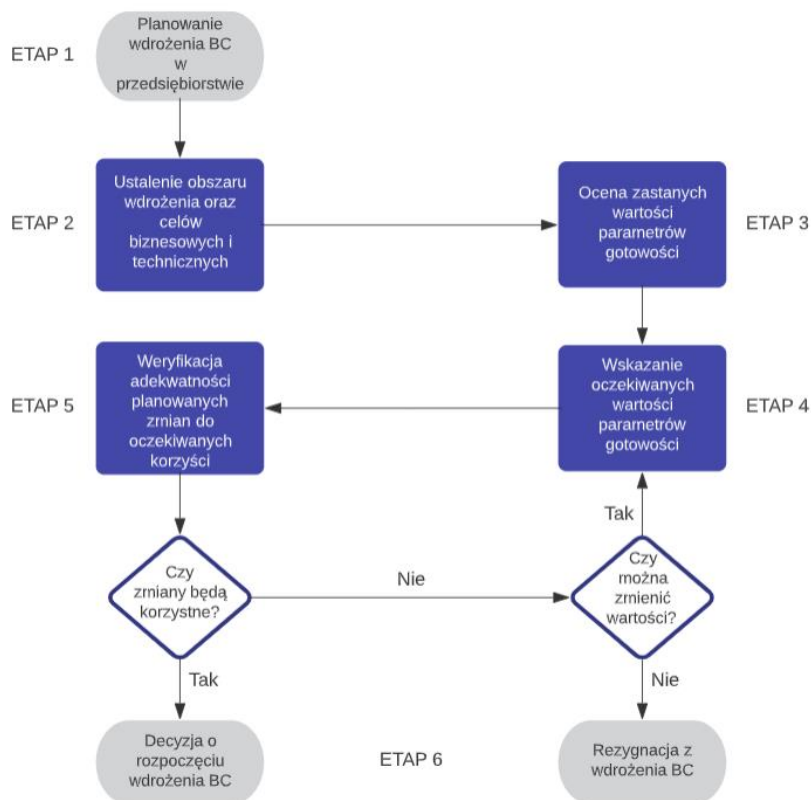 ETAP 1
Planowanie
wdrożenia BC
w
przedsiębiorstwie
ETAP 2
Ustalenie obszaru
wdrożenia oraz
celów
biznesowych i
technicznych
Ocena zastanych
wartości
parametrów
gotowości
ETAP 3
ETAP 5
Weryfikacja
adekwatności
planowanych
zmian do
oczekiwanych
korzyści
Wskazanie
oczekiwanych
wartości
parametrów
gotowości
ETAP 4
Tak
Czy
zmiany będą
korzystne?
Nie
Czy
można
zmienić
wartości?
Tak
Nie
Decyzja o
rozpoczęciu
wdrożenia BC
ETAP 6
Rezygnacja z
wdrożenia BC